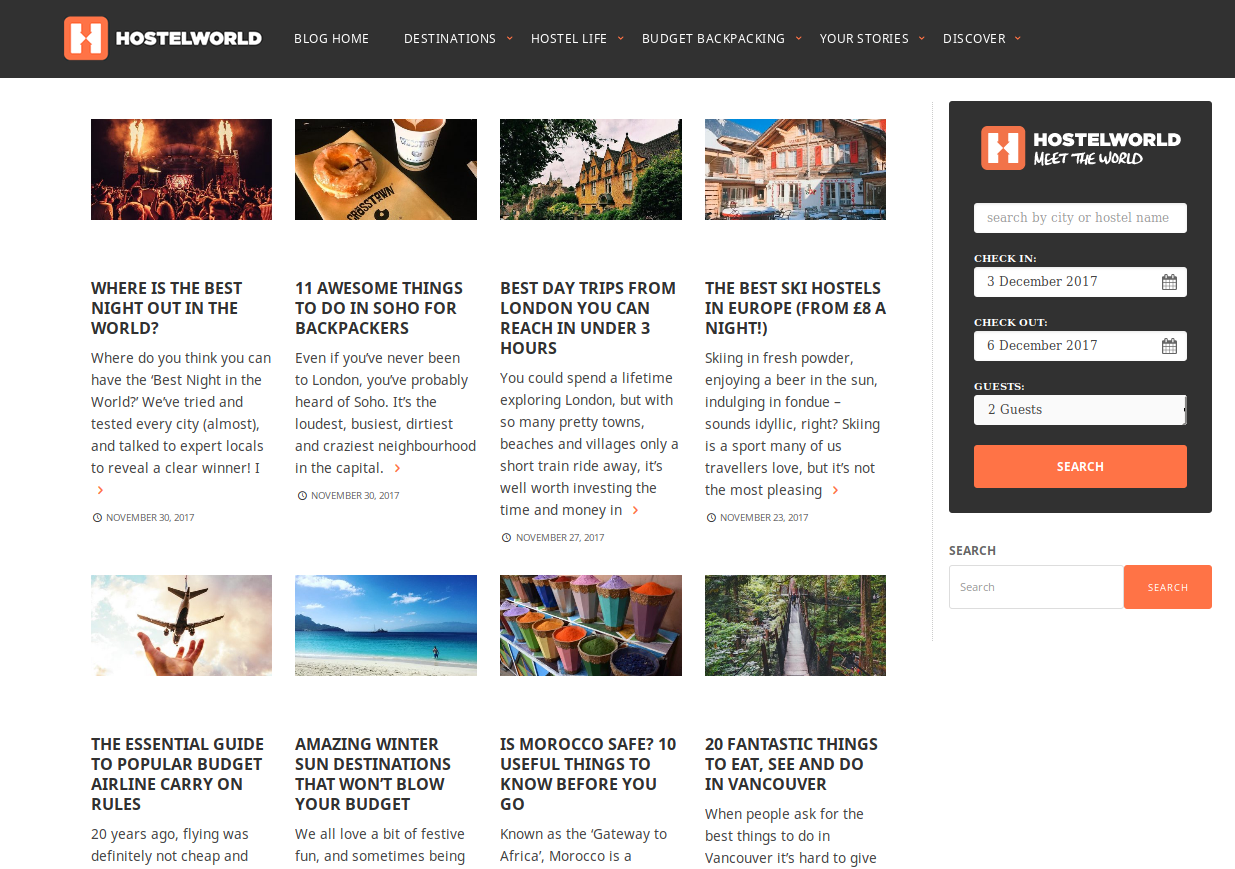 HOSTELWORLD
BLOG HOME
DESTINATIONS
HOSTEL LIFE
BUDGET BACKPACKING
YOUR STORIES
DISCOVER
CROSSTOWN
WHERE IS THE BEST
NIGHT OUT IN THE
WORLD?
Where do you think you can
have the ‘Best Night in the
World?’ We’ve tried and
tested every city (almost),
and talked to expert locals
to reveal a clear winner! I
NOVEMBER 30, 2017
11 AWESOME THINGS
TO DO IN SOHO FOR
BACKPACKERS
Even if you’ve never been
to London, you’ve probably
heard of Soho. It’s the
loudest, busiest, dirtiest
and craziest neighbourhood
in the capital.
NOVEMBER 30, 2017
BEST DAY TRIPS FROM
LONDON YOU CAN
REACH IN UNDER 3
HOURS
You could spend a lifetime
exploring London, but with
so many pretty towns,
beaches and villages only a
short train ride away, it’s
well worth investing the
time and money in
NOVEMBER 27, 2017
THE BEST SKI HOSTELS
IN EUROPE (FROM £8 A
NIGHT!)
Skiing in fresh powder,
enjoying a beer in the sun,
indulging in fondue –
sounds idyllic, right? Skiing
is a sport many of us
travellers love, but it’s not
the most pleasing
NOVEMBER 23, 2017
THE ESSENTIAL GUIDE
TO POPULAR BUDGET
AIRLINE CARRY ON
RULES
20 years ago, flying was
definitely not cheap and
AMAZING WINTER
SUN DESTINATIONS
THAT WON’T BLOW
YOUR BUDGET
We all love a bit of festive
fun, and sometimes being
IS MOROCCO SAFE? 10
USEFUL THINGS TO
KNOW BEFORE YOU
GO
Known as the ‘Gateway to
Africa’, Morocco is a
20 FANTASTIC THINGS
TO EAT, SEE AND DO
IN VANCOUVER
When people ask for the
best things to do in
Vancouver it’s hard to give
HOSTELWORLD
MEET THE WORLD
search by city or hostel name
CHECK IN:
3 December 2017
CHECK OUT:
6 December 2017
GUESTS:
2 Guests
SEARCH
SEARCH
Search
SEARCH